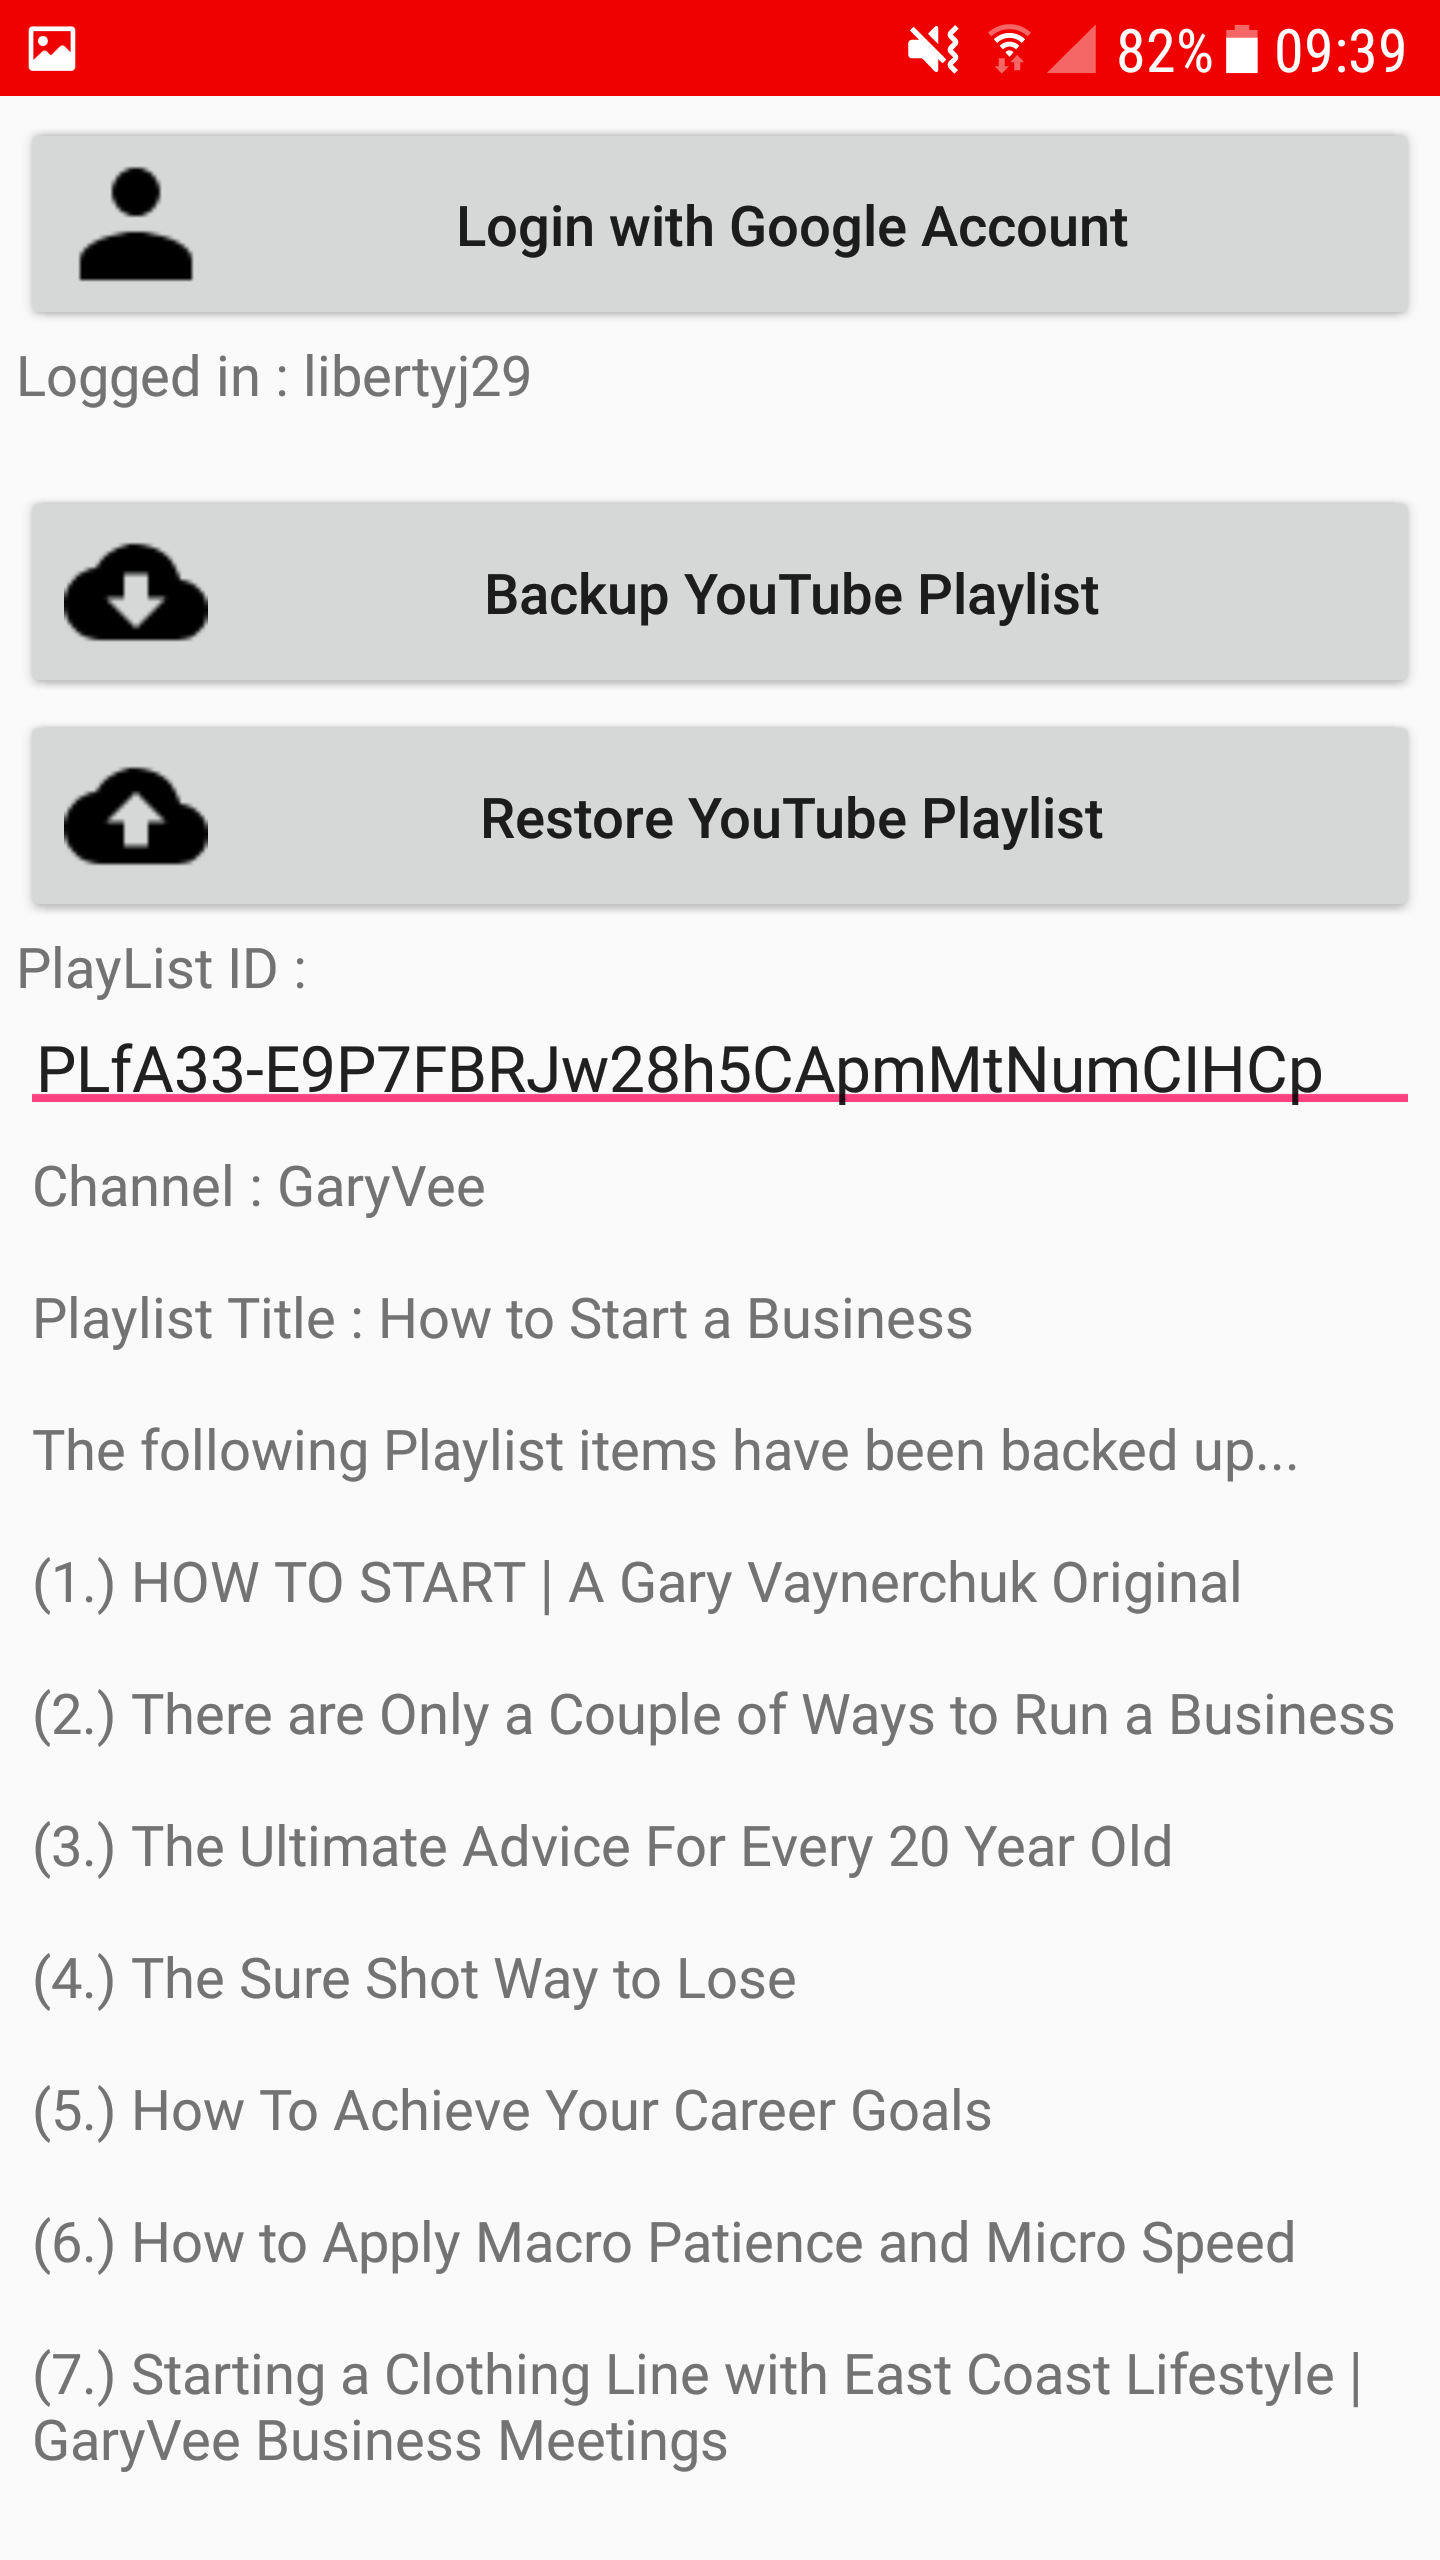 82% 09:39
Login with Google Account
Logged in : libertyj29
Backup YouTube Playlist
Restore YouTube Playlist
PlayList ID :
PLfA33-E9P7FBRJw28h5CApmMtNumCIHCp
Channel : GaryVee
Playlist Title : How to Start a Business
The following Playlist items have been backed up...
(1.) HOW TO START | A Gary Vaynerchuk Original
(2.) There are Only a Couple of Ways to Run a Business
(3.) The Ultimate Advice For Every 20 Year Old
(4.) The Sure Shot Way to Lose
(5.) How To Achieve Your Career Goals
(6.) How to Apply Macro Patience and Micro Speed
(7.) Starting a Clothing Line with East Coast Lifestyle |
GaryVee Business Meetings